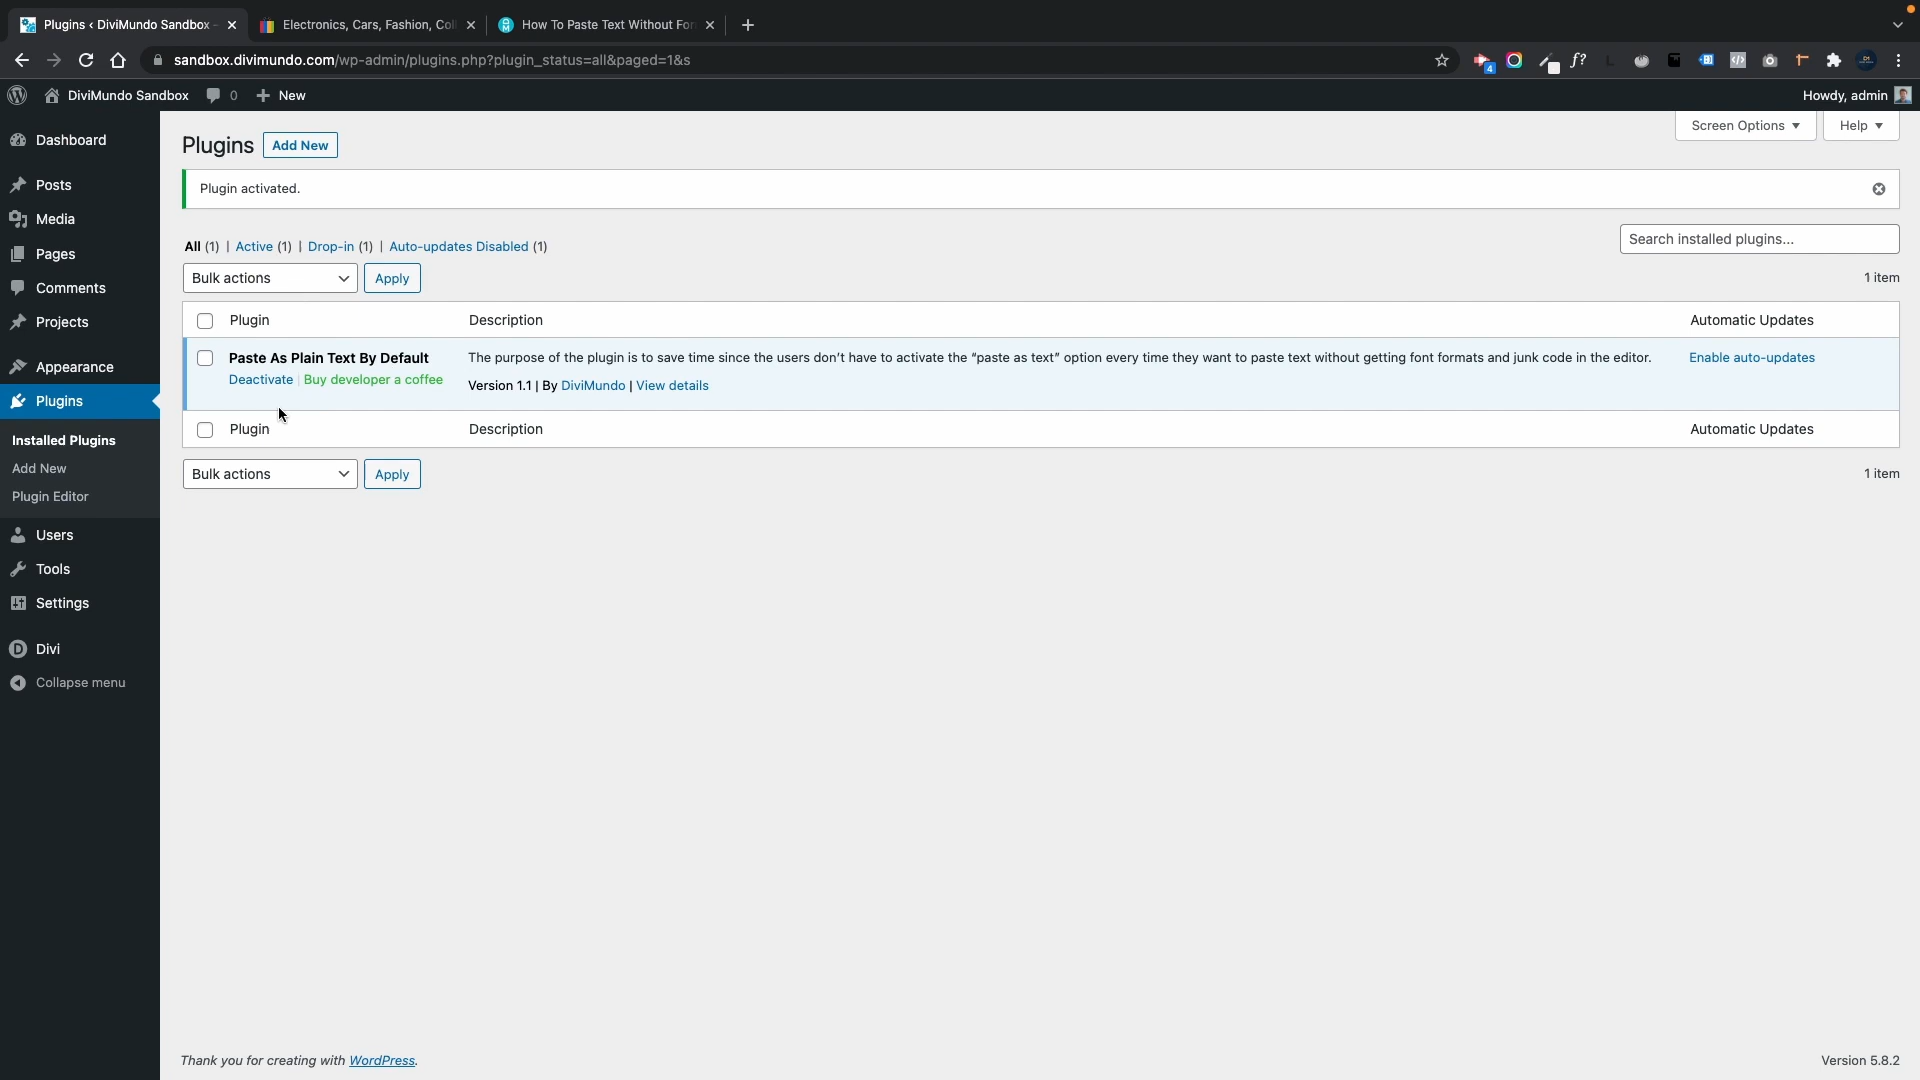 Plugins ‹ DiviMundo Sandbox -
Electronics, Cars, Fashion, Col
How To Paste Text Without For
sandbox.divimundo.com/wp-admin/plugins.php?plugin_status=all&paged=1&s
4
f?
DiviMundo Sandbox 0 New
Howdy, admin
Dashboard
Posts
Media
Pages
Comments
Projects
Appearance
Plugins
Installed Plugins
Add New
Plugin Editor
Users
Tools
Settings
Divi
Collapse menu
Screen Options Help
Plugins Add New
Plugin activated.
All (1) | Active (1) | Drop-in (1) | Auto-updates Disabled (1)
Search installed plugins...
Bulk actions Apply
1 item
Plugin Description Automatic Updates
Paste As Plain Text By Default
Deactivate | Buy developer a coffee
The purpose of the plugin is to save time since the users don’t have to activate the “paste as text” option every time they want to paste text without getting font formats and junk code in the editor.
Version 1.1 | By DiviMundo | View details
Enable auto-updates
Plugin Description Automatic Updates
Bulk actions Apply
1 item
Thank you for creating with WordPress.
Version 5.8.2